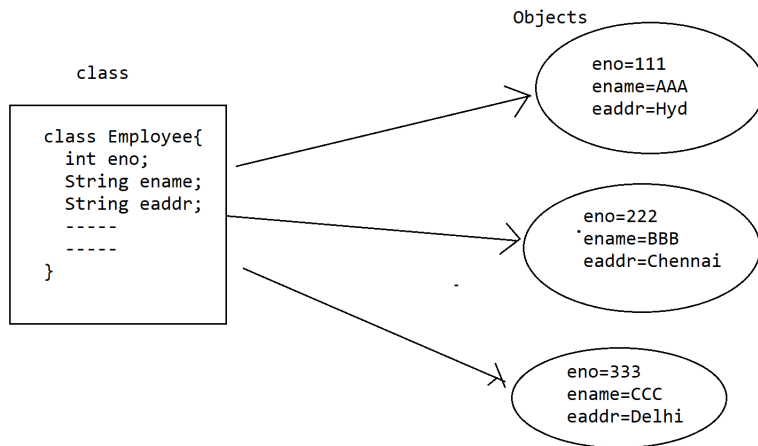 class
class Employee{
int eno;
String ename;
String eaddr;
-----
-----
}
Objects
eno=111
ename=AAA
eaddr=Hyd
eno=222
ename=BBB
eaddr=Chennai
eno=333
ename=CCC
eaddr=Delhi